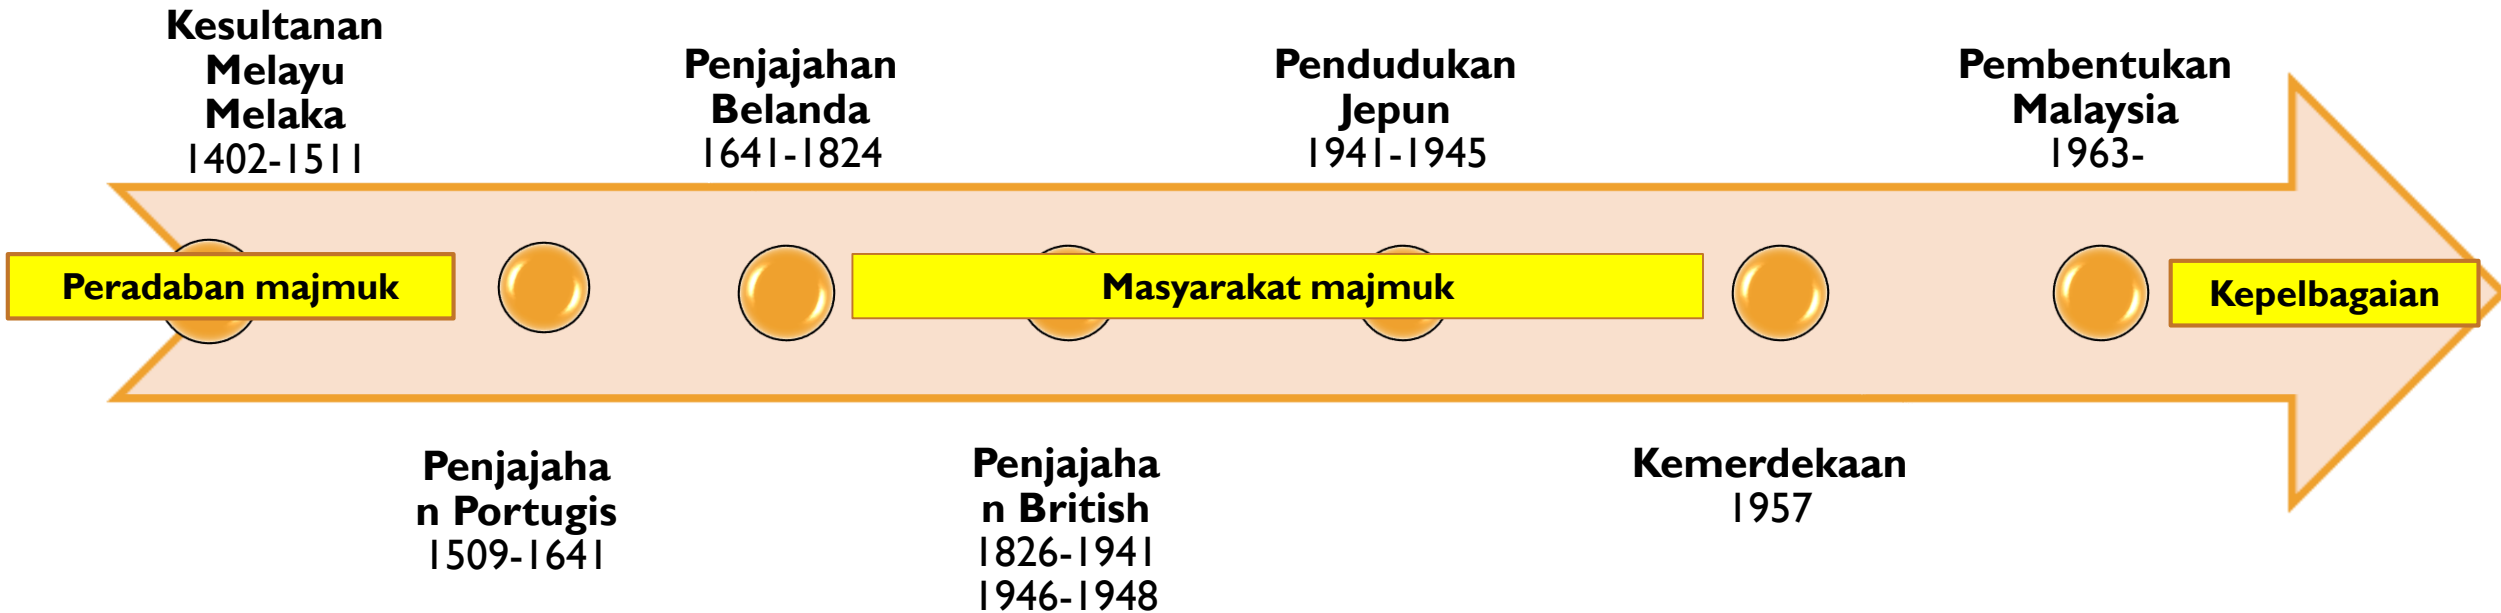 Kesultanan
Melayu
Melaka
1402-1511
Penjajahan
Belanda
1641-1824
Pendudukan
Jepun
1941-1945
Pembentukan
Malaysia
1963-
Peradaban majmuk
Masyarakat majmuk
Kepelbagaian
Penjajaha
n Portugis
1509-1641
Penjajaha
n British
1826-1941
1946-1948
Kemerdekaan
1957